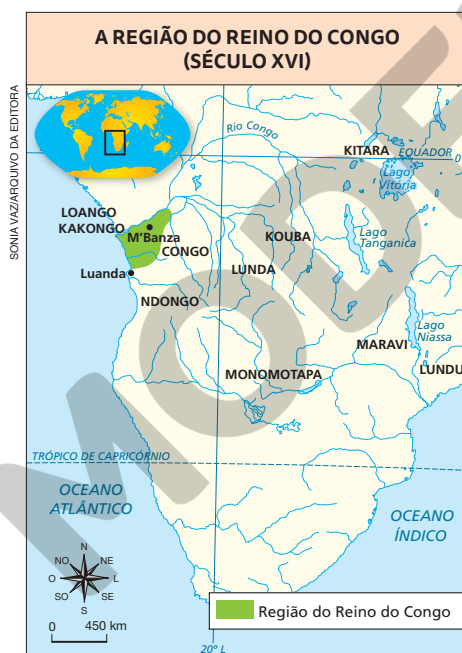 A REGIÃO DO REINO DO CONGO
(SÉCULO XVI)
SONIA VAZ/ARQUIVO DA EDITORA
Rio Congo
KITARA
EQUADOR
0
Lago
Vitória
LOANGO
KAKONGO
M'Banza
CONGO
KOUBA
Lago
Tanganica
Luanda
LUNDA
NDONGO
Lago
Niassa
MARAVI
LUNDU
MONOMOTAPA
TRÓPICO DE CAPRICÓRNIO
OCEANO
ATLÂNTICO
OCEANO
ÍNDICO
N
NO
NE
O
L
SO
SE
S
Região do Reino do Congo
0 450 km
20° L